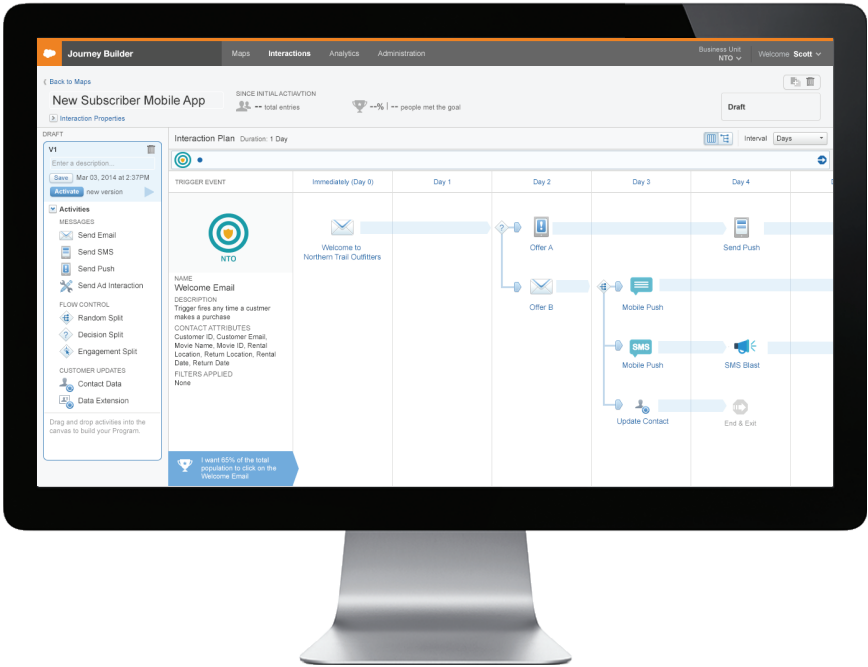 Journey Builder
Maps Interactions Analytics Administration
Business Unit
NTO
Welcome Scott
Back to Maps
New Subscriber Mobile App
SINCE INITIAL ACTIAVTION
-- total entries
--% | -- people met the goal
Draft
Interaction Properties
DRAFT
V1
Enter a description...
Save Mar 03, 2014 at 2:37PM
Activate new version
Activities
MESSAGES
Send Email
Send SMS
Send Push
Send Ad Interaction
FLOW CONTROL
Random Split
Decision Split
Engagement Split
CUSTOMER UPDATES
Contact Data
Data Extension
Drag and drop activities into the
canvas to build your Program.
Interaction Plan Duration: 1 Day
Interval Days
TRIGGER EVENT Immediately (Day 0) Day 1 Day 2 Day 3 Day 4
NTO
NAME
Welcome Email
DESCRIPTION
Trigger fires any time a custmer
makes a purchase
CONTACT ATTRIBUTES
Customer ID, Customer Email,
Movie Name, Movie ID, Rental
Location, Return Location, Rental
Date, Return Date
FILTERS APPLIED
None
I want 65% of the total
population to click on the
Welcome Email
Welcome to
Northern Trail Outfitters
?
Offer A
Send Push
Offer B
Mobile Push
SMS
Mobile Push
SMS Blast
Update Contact
End & Exit